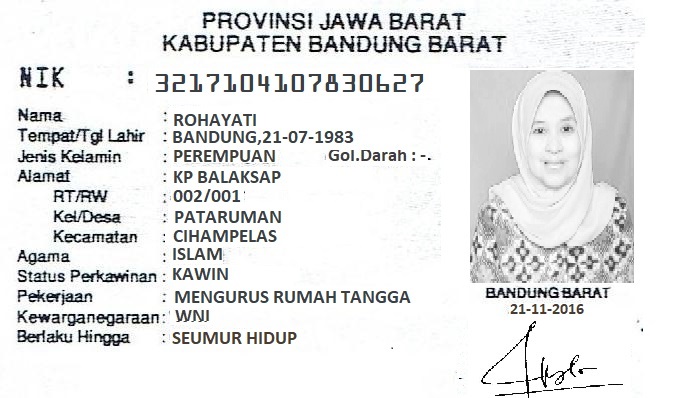 PROVINSI JAWA BARAT
KABUPATEN BANDUNG BARAT
NIK : 3217104107830627
Nama : ROHAYATI
Tempat/Tgl Lahir : BANDUNG,21-07-1983
Jenis Kelamin : PEREMPUAN Gol.Darah : -.
Alamat : KP BALAKSAP
RT/RW : 002/001
Kel/Desa : PATARUMAN
Kecamatan : CIHAMPELAS
Agama : ISLAM
Status Perkawinan : KAWIN
Pekerjaan : MENGURUS RUMAH TANGGA
Kewarganegaraan: WNI
Berlaku Hingga : SEUMUR HIDUP
BANDUNG BARAT
21-11-2016